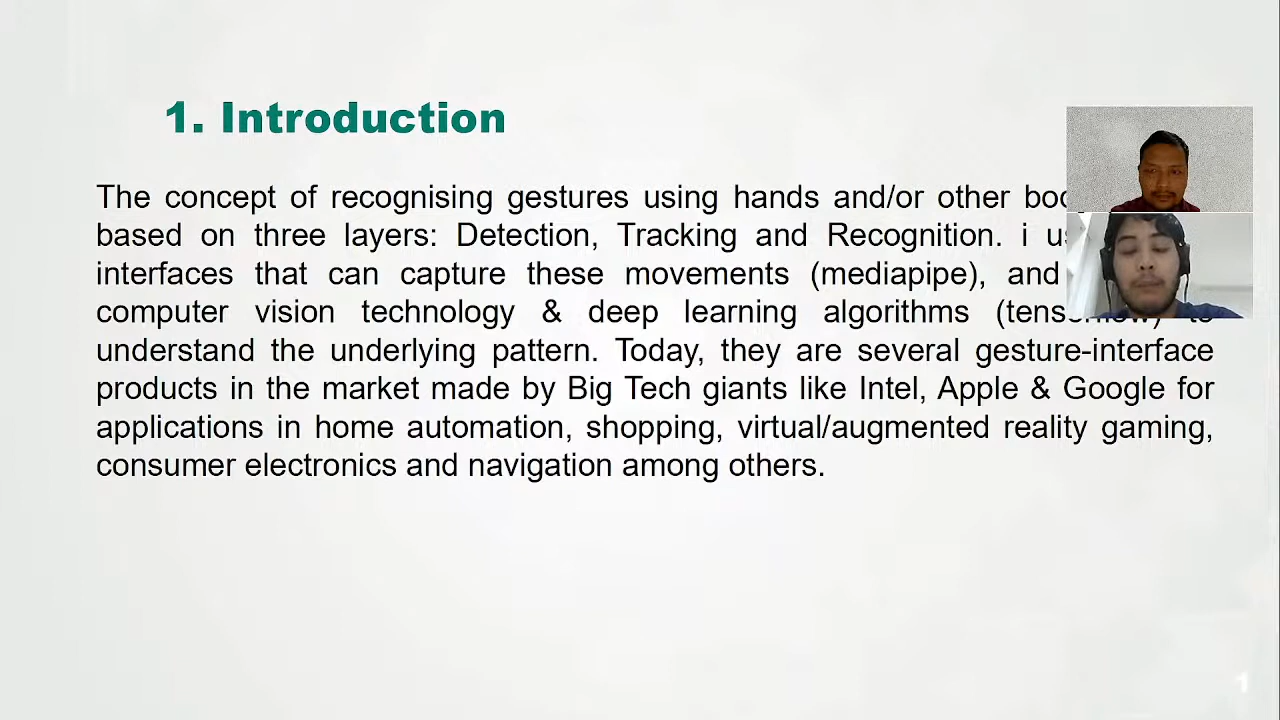 1. Introduction
The concept of recognising gestures using hands and/or other
based on three layers: Detection, Tracking and Recognition. i
interfaces that can capture these movements (mediapipe), and
computer vision technology & deep learning algorithms (tensorflow) to
understand the underlying pattern. Today, they are several gesture-interface
products in the market made by Big Tech giants like Intel, Apple & Google for
applications in home automation, shopping, virtual/augmented reality gaming,
consumer electronics and navigation among others.
1